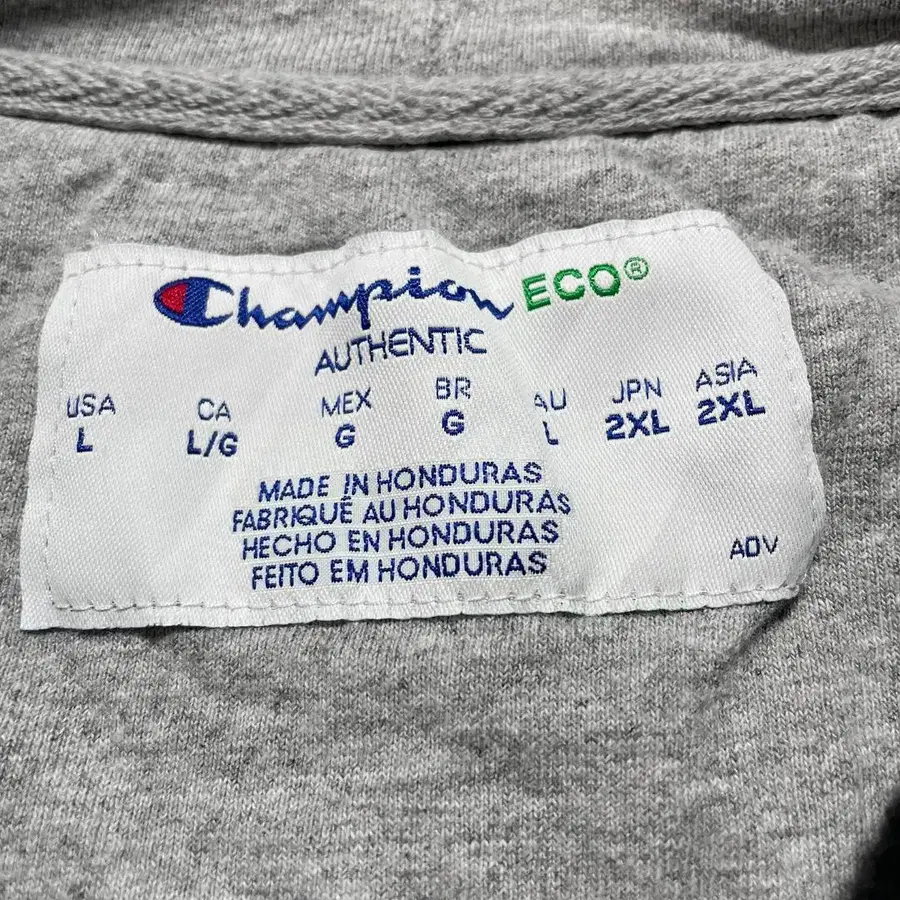 Champion ECO®
AUTHENTIC
USA CA MEX BR AU JPN ASIA
L L/G G G L 2XL 2XL
MADE IN HONDURAS
FABRIQUÉ AU HONDURAS
HECHO EN HONDURAS
FEITO EM HONDURAS
ADV